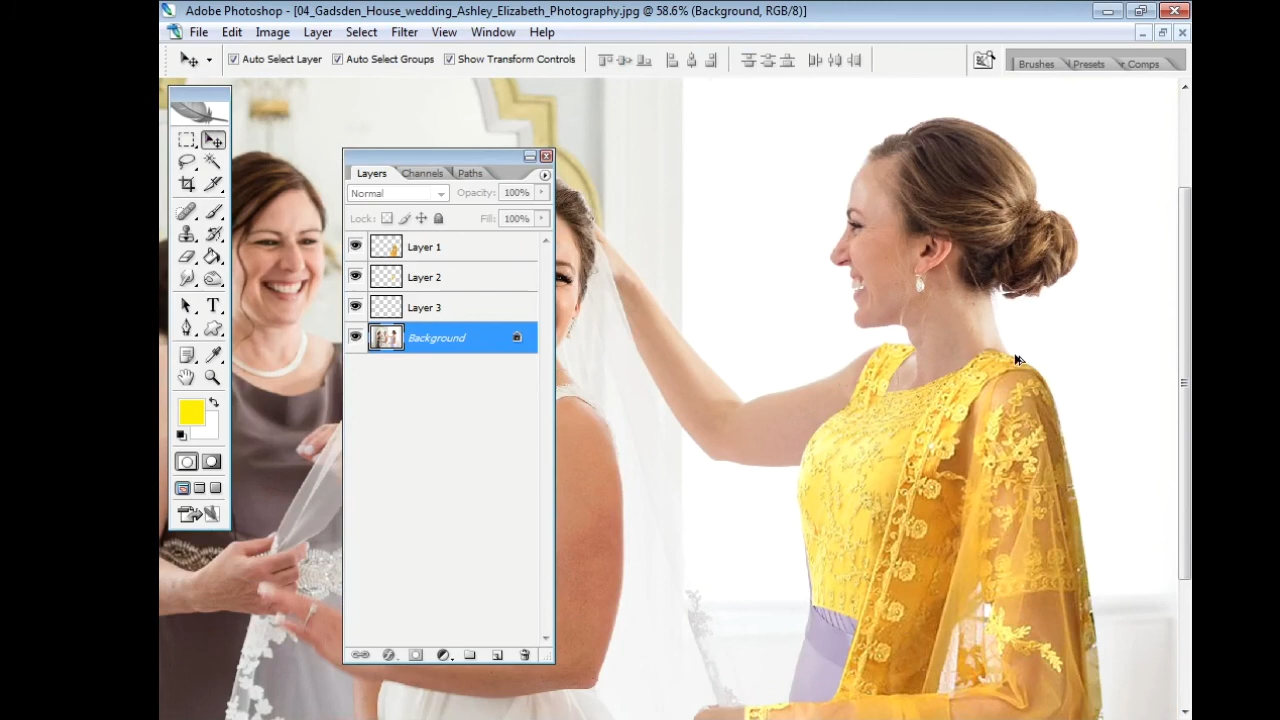 Adobe Photoshop - [04_Gadsden_House_wedding_Ashley_Elizabeth_Photography.jpg @ 58.6% (Background, RGB/8)]
File Edit Image Layer Select Filter View Window Help
Auto Select Layer Auto Select Groups Show Transform Controls
Brushes Presets Comps
Layers Channels Paths
Normal Opacity: 100%
Lock: Fill: 100%
Layer 1
Layer 2
Layer 3
Background